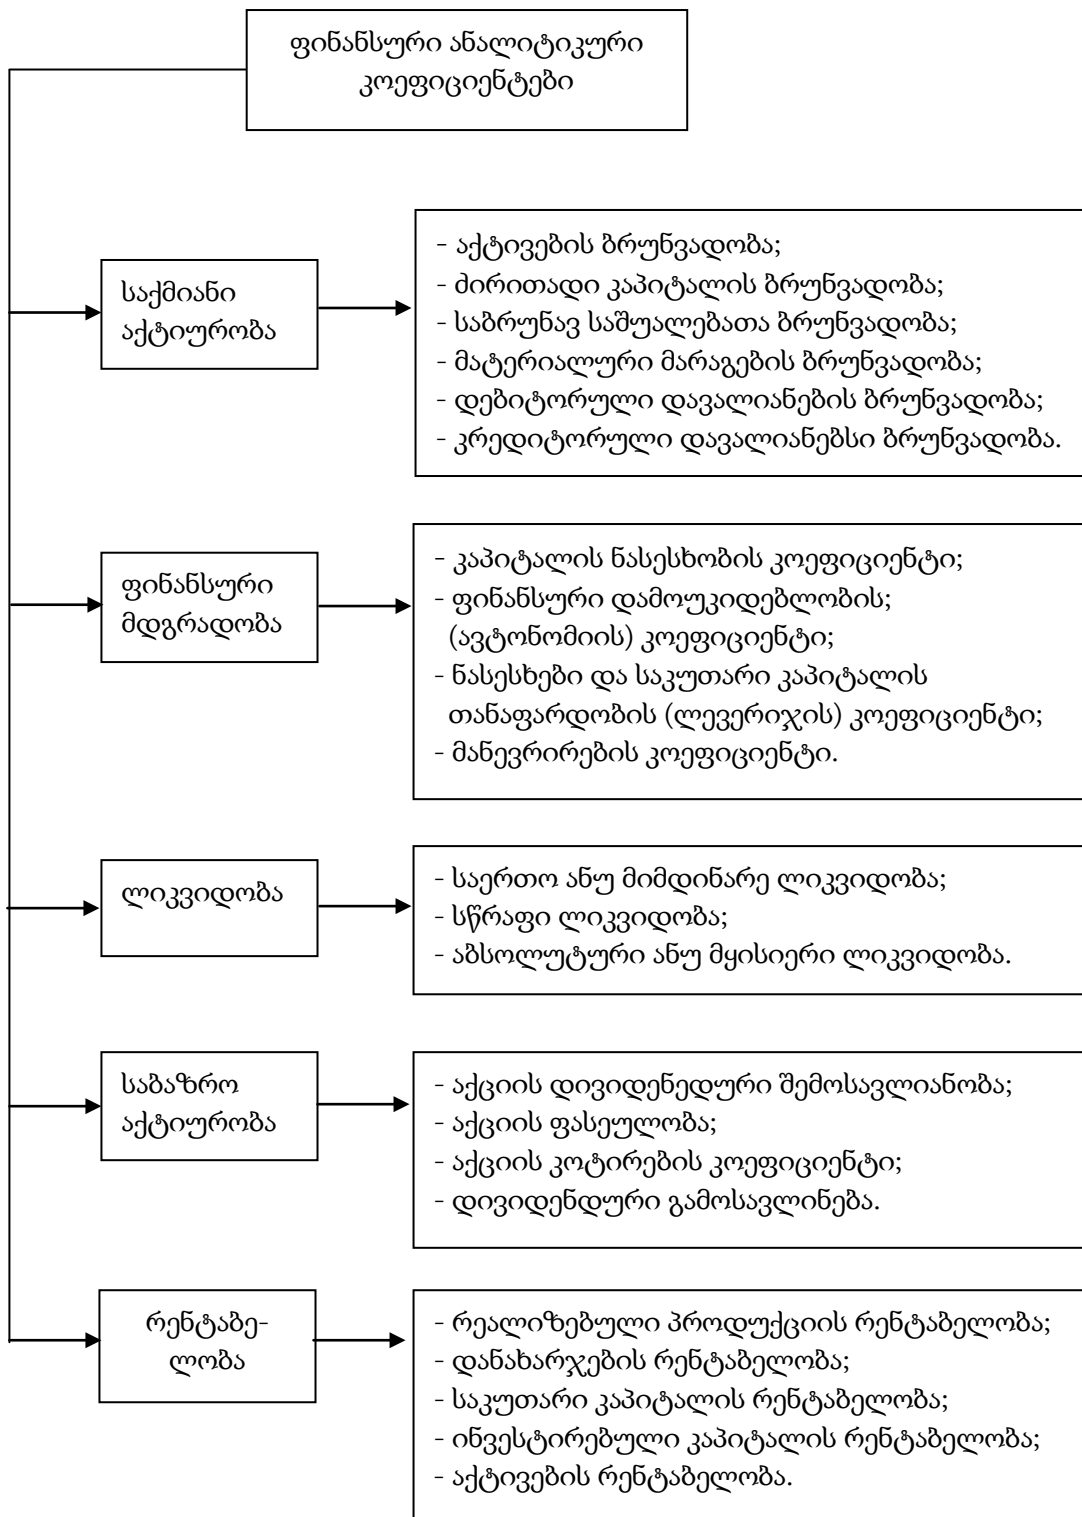 ფინანსური ანალიტიკური
კოეფიციენტები
საქმიანი
აქტიურობა
- აქტივების ბრუნვადობა;
- ძირითადი კაპიტალის ბრუნვადობა;
- საბრუნავ საშუალებათა ბრუნვადობა;
- მატერიალური მარაგების ბრუნვადობა;
- დებიტორული დავალიანების ბრუნვადობა;
- კრედიტორული დავალიანებსი ბრუნვადობა.
ფინანსური
მდგრადობა
- კაპიტალის ნასესხობის კოეფიციენტი;
- ფინანსური დამოუკიდებლობის;
(ავტონომიის) კოეფიციენტი;
- ნასესხები და საკუთარი კაპიტალის
თანაფარდობის (ლევერიჯის) კოეფიციენტი;
- მანევრირების კოეფიციენტი.
ლიკვიდობა
- საერთო ანუ მიმდინარე ლიკვიდობა;
- სწრაფი ლიკვიდობა;
- აბსოლუტური ანუ მყისიერი ლიკვიდობა.
საბაზრო
აქტიურობა
- აქციის დივიდენედური შემოსავლიანობა;
- აქციის ფასეულობა;
- აქციის კოტირების კოეფიციენტი;
- დივიდენდური გამოსავლინება.
რენტაბე-
ლობა
- რეალიზებული პროდუქციის რენტაბელობა;
- დანახარჯების რენტაბელობა;
- საკუთარი კაპიტალის რენტაბელობა;
- ინვესტირებული კაპიტალის რენტაბელობა;
- აქტივების რენტაბელობა.